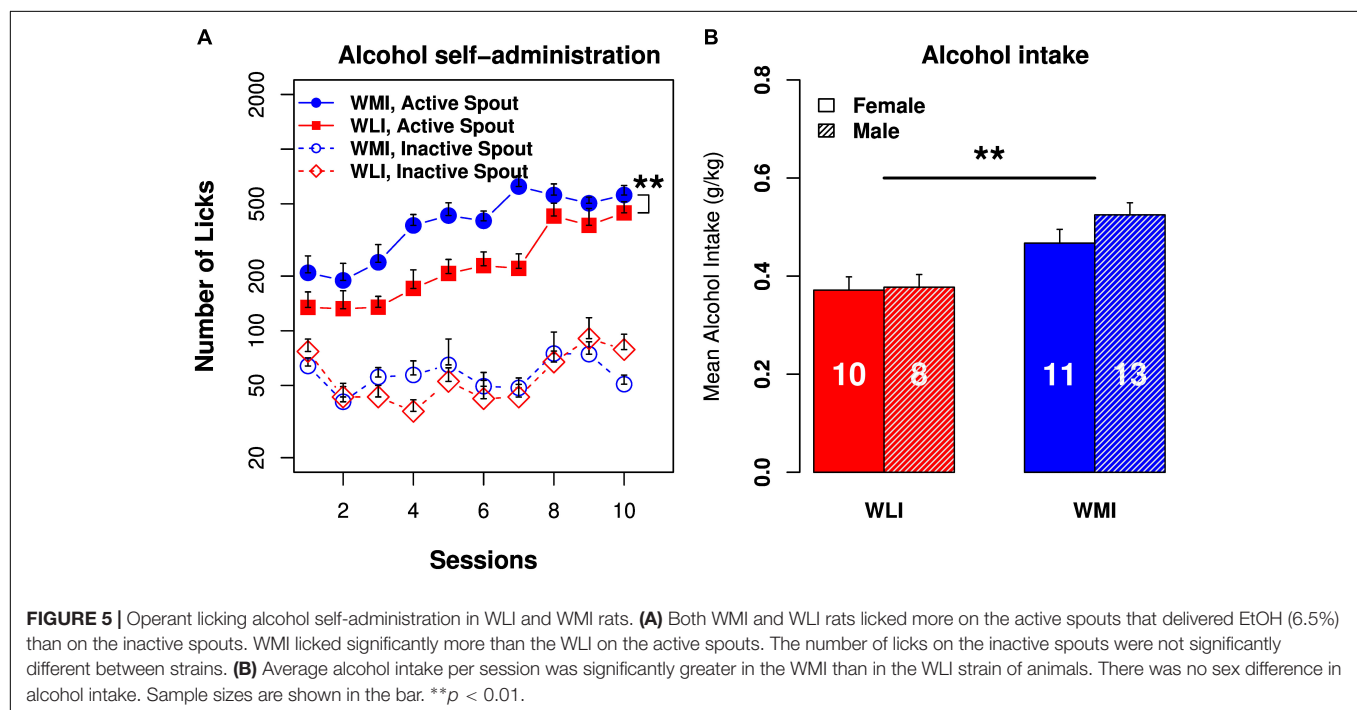 A
Alcohol self−administration
WMI, Active Spout
WLI, Active Spout
WMI, Inactive Spout
WLI, Inactive Spout
**
Number of Licks
2000
500
200
100
50
20
2 4 6 8 10
Sessions
B
Alcohol intake
Female
Male
**
Mean Alcohol Intake (g/kg)
0.8
0.6
0.4
0.2
0.0
10 8 11 13
WLI WMI
FIGURE 5 | Operant licking alcohol self-administration in WLI and WMI rats. (A) Both WMI and WLI rats licked more on the active spouts that delivered EtOH (6.5%)
than on the inactive spouts. WMI licked significantly more than the WLI on the active spouts. The number of licks on the inactive spouts were not significantly
different between strains. (B) Average alcohol intake per session was significantly greater in the WMI than in the WLI strain of animals. There was no sex difference in
alcohol intake. Sample sizes are shown in the bar. **p < 0.01.